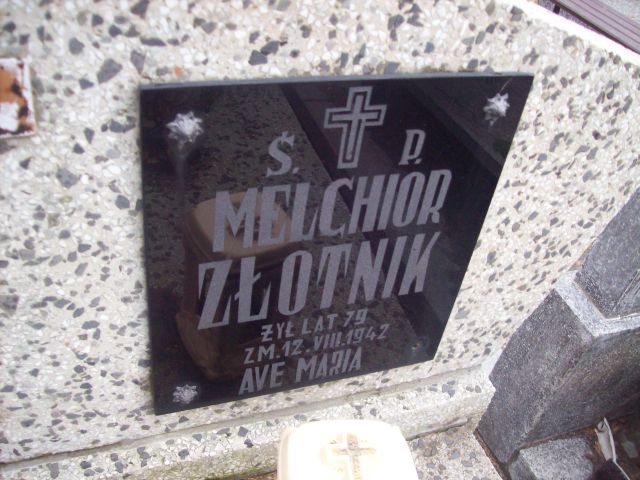 Ś. P.
MELCHIOR
ZŁOTNIK
ŻYŁ LAT 79
ZM. 12. VIII. 1942
AVE MARIA